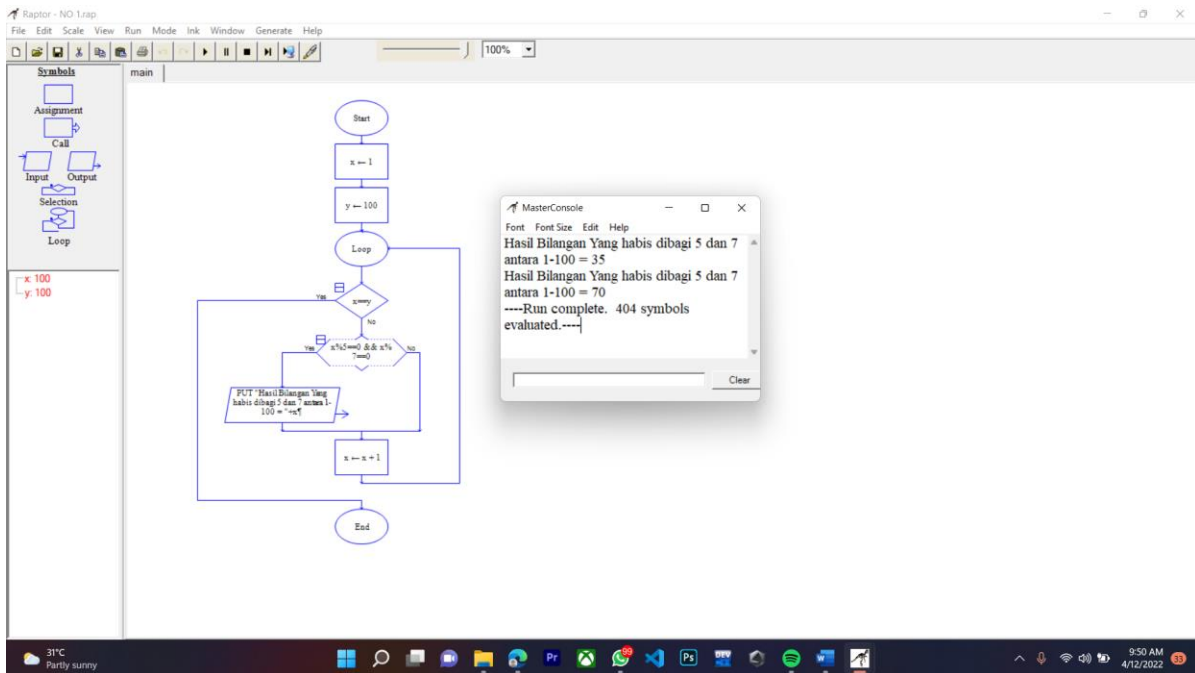 Raptor - NO 1.rap
File Edit Scale View Run Mode Ink Window Generate Help
100%
Symbols
main
Assignment
Call
Input Output
Selection
Loop
x: 100
y: 100
Start
x ← 1
y ← 100
Loop
Yes
x==y
No
Yes
x%5==0 && x%
7==0
No
PUT "Hasil Bilangan Yang
habis dibagi 5 dan 7 antara 1-
100 = "+x¶
x ← x + 1
End
MasterConsole
Font Font Size Edit Help
Hasil Bilangan Yang habis dibagi 5 dan 7
antara 1-100 = 35
Hasil Bilangan Yang habis dibagi 5 dan 7
antara 1-100 = 70
----Run complete. 404 symbols
evaluated.----
Clear
31°C
Partly sunny
Pr
99
Ps
DEV
9:50 AM
4/12/2022
33